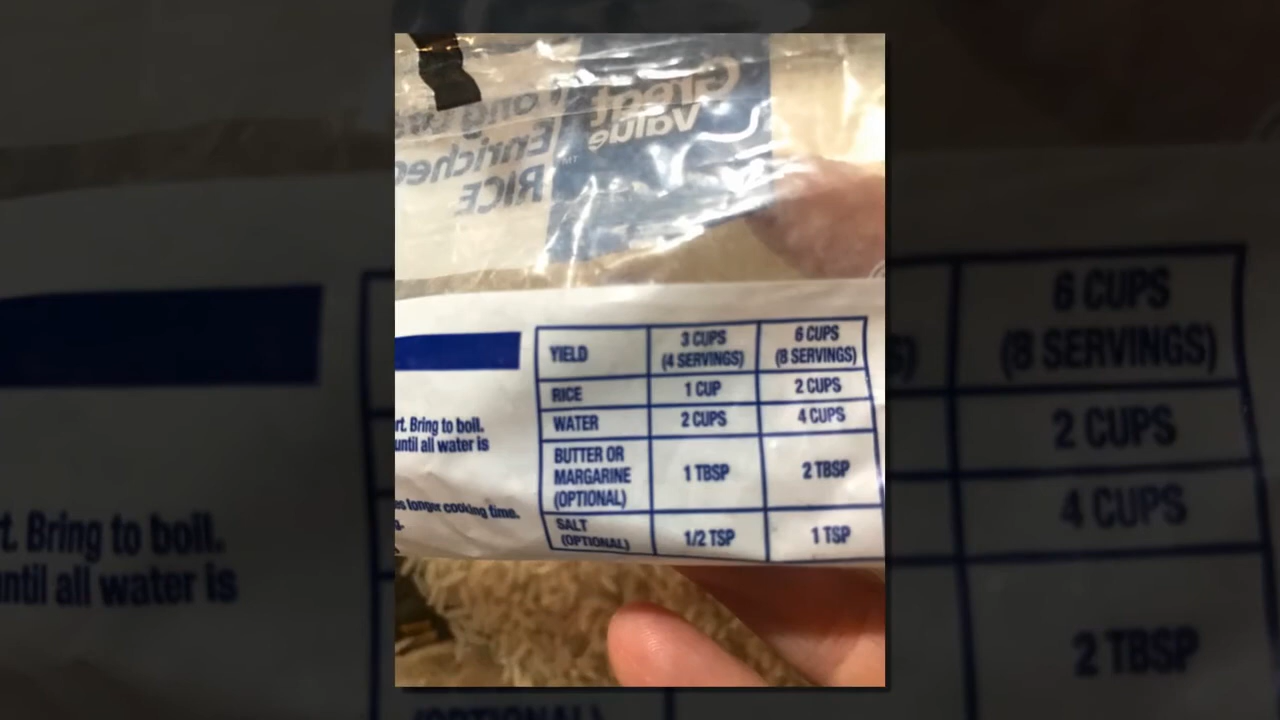 Great
Value
Long
Enriched
RICE
YIELD 3 CUPS (4 SERVINGS) 6 CUPS (8 SERVINGS)
RICE 1 CUP 2 CUPS
WATER 2 CUPS 4 CUPS
BUTTER OR MARGARINE (OPTIONAL) 1 TBSP 2 TBSP
SALT (OPTIONAL) 1/2 TSP 1 TSP
rt. Bring to boil.
until all water is
es longer cooking time.
6 CUPS
(8 SERVINGS)
2 CUPS
4 CUPS
2 TBSP
t. Bring to boil.
until all water is